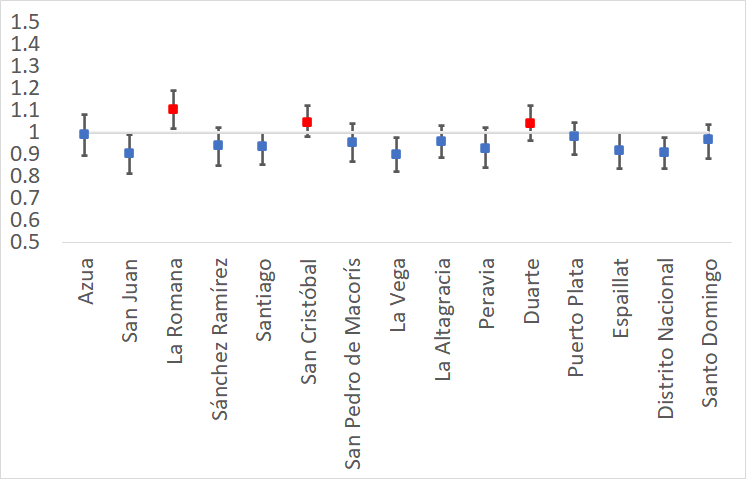 1.5
1.4
1.3
1.2
1.1
1
0.9
0.8
0.7
0.6
0.5
Azua
San Juan
La Romana
Sánchez Ramírez
Santiago
San Cristóbal
San Pedro de Macorís
La Vega
La Altagracia
Peravia
Duarte
Puerto Plata
Espaillat
Distrito Nacional
Santo Domingo